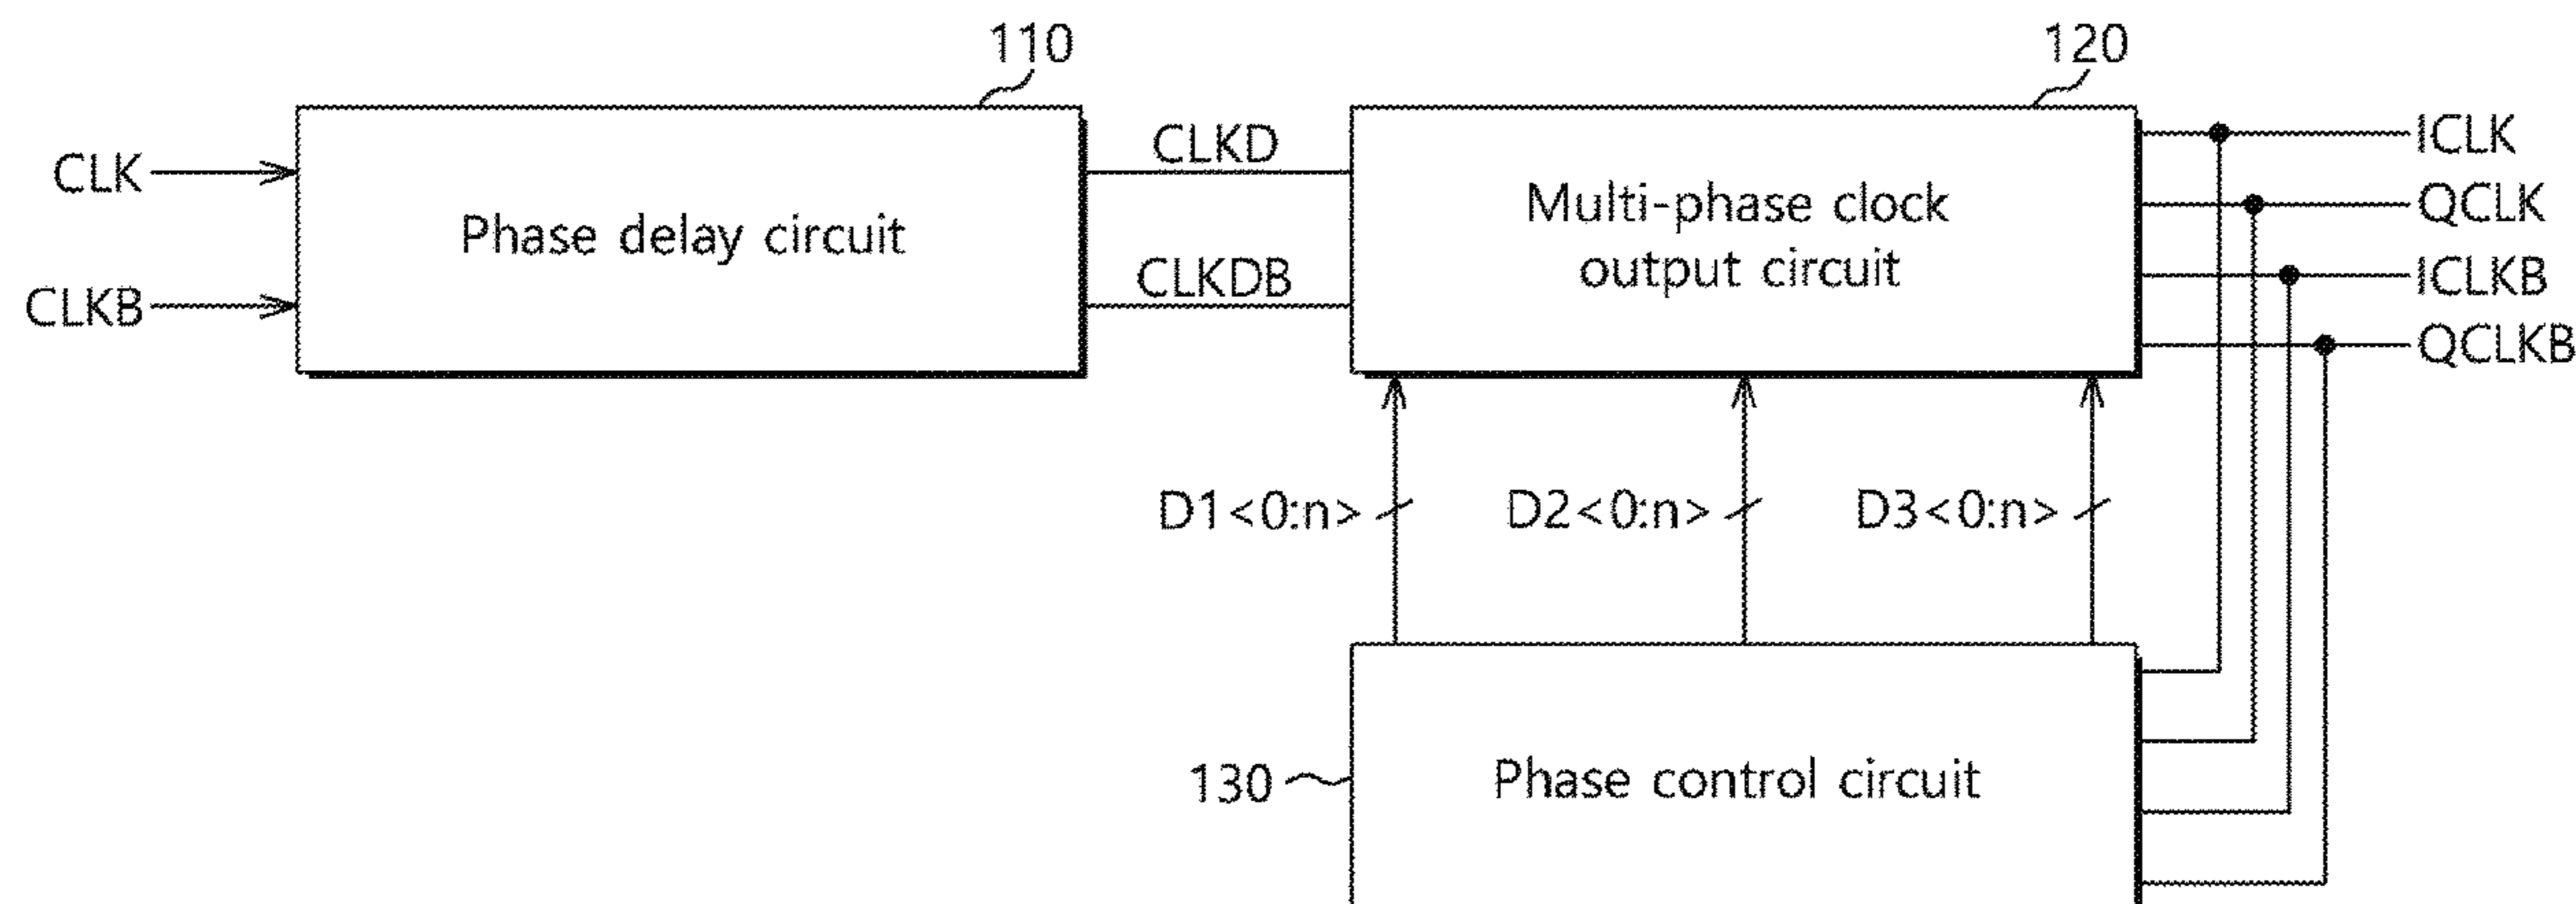 110
120
CLK
CLKB
Phase delay circuit
CLKD
CLKDB
Multi-phase clock
output circuit
ICLK
QCLK
ICLKB
QCLKB
D1<0:n>
D2<0:n>
D3<0:n>
130
Phase control circuit